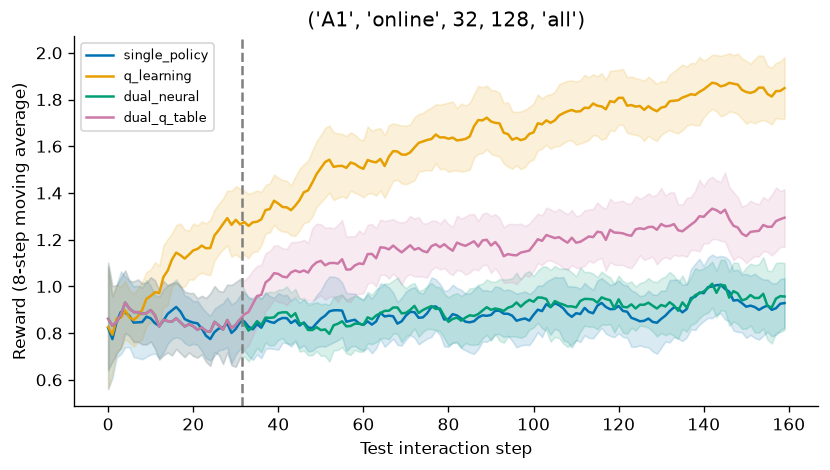 ('A1', 'online', 32, 128, 'all')
Reward (8-step moving average)
2.0
1.8
1.6
1.4
1.2
1.0
0.8
0.6
single_policy
q_learning
dual_neural
dual_q_table
0 20 40 60 80 100 120 140 160
Test interaction step